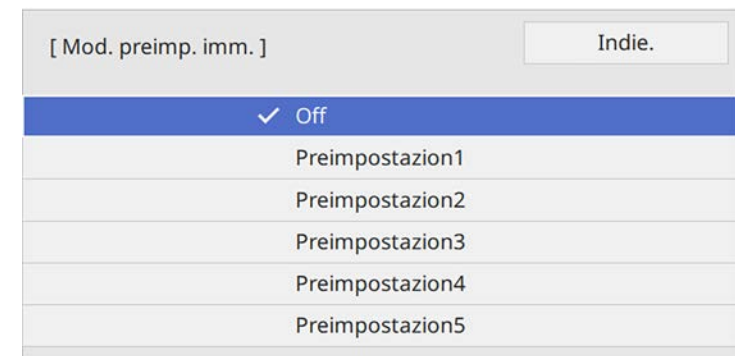 [ Mod. preimp. imm. ]
Indie.
Off
Preimpostazion1
Preimpostazion2
Preimpostazion3
Preimpostazion4
Preimpostazion5